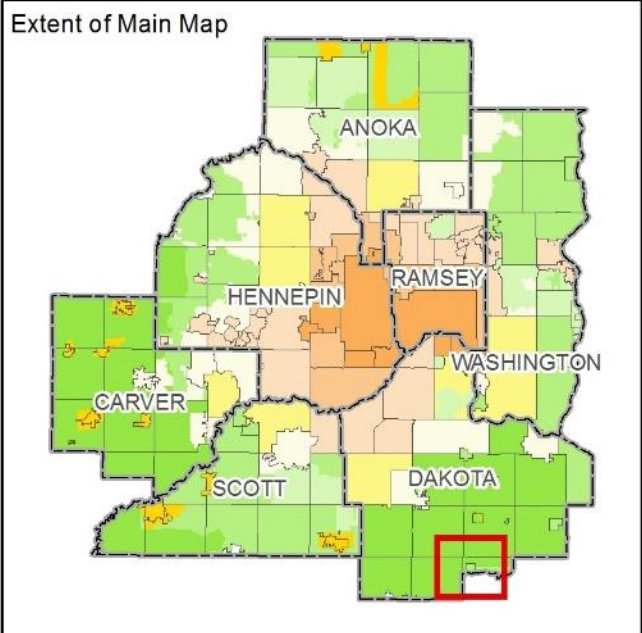 Extent of Main Map
ANOKA
HENNEPIN
RAMSEY
WASHINGTON
CARVER
SCOTT
DAKOTA